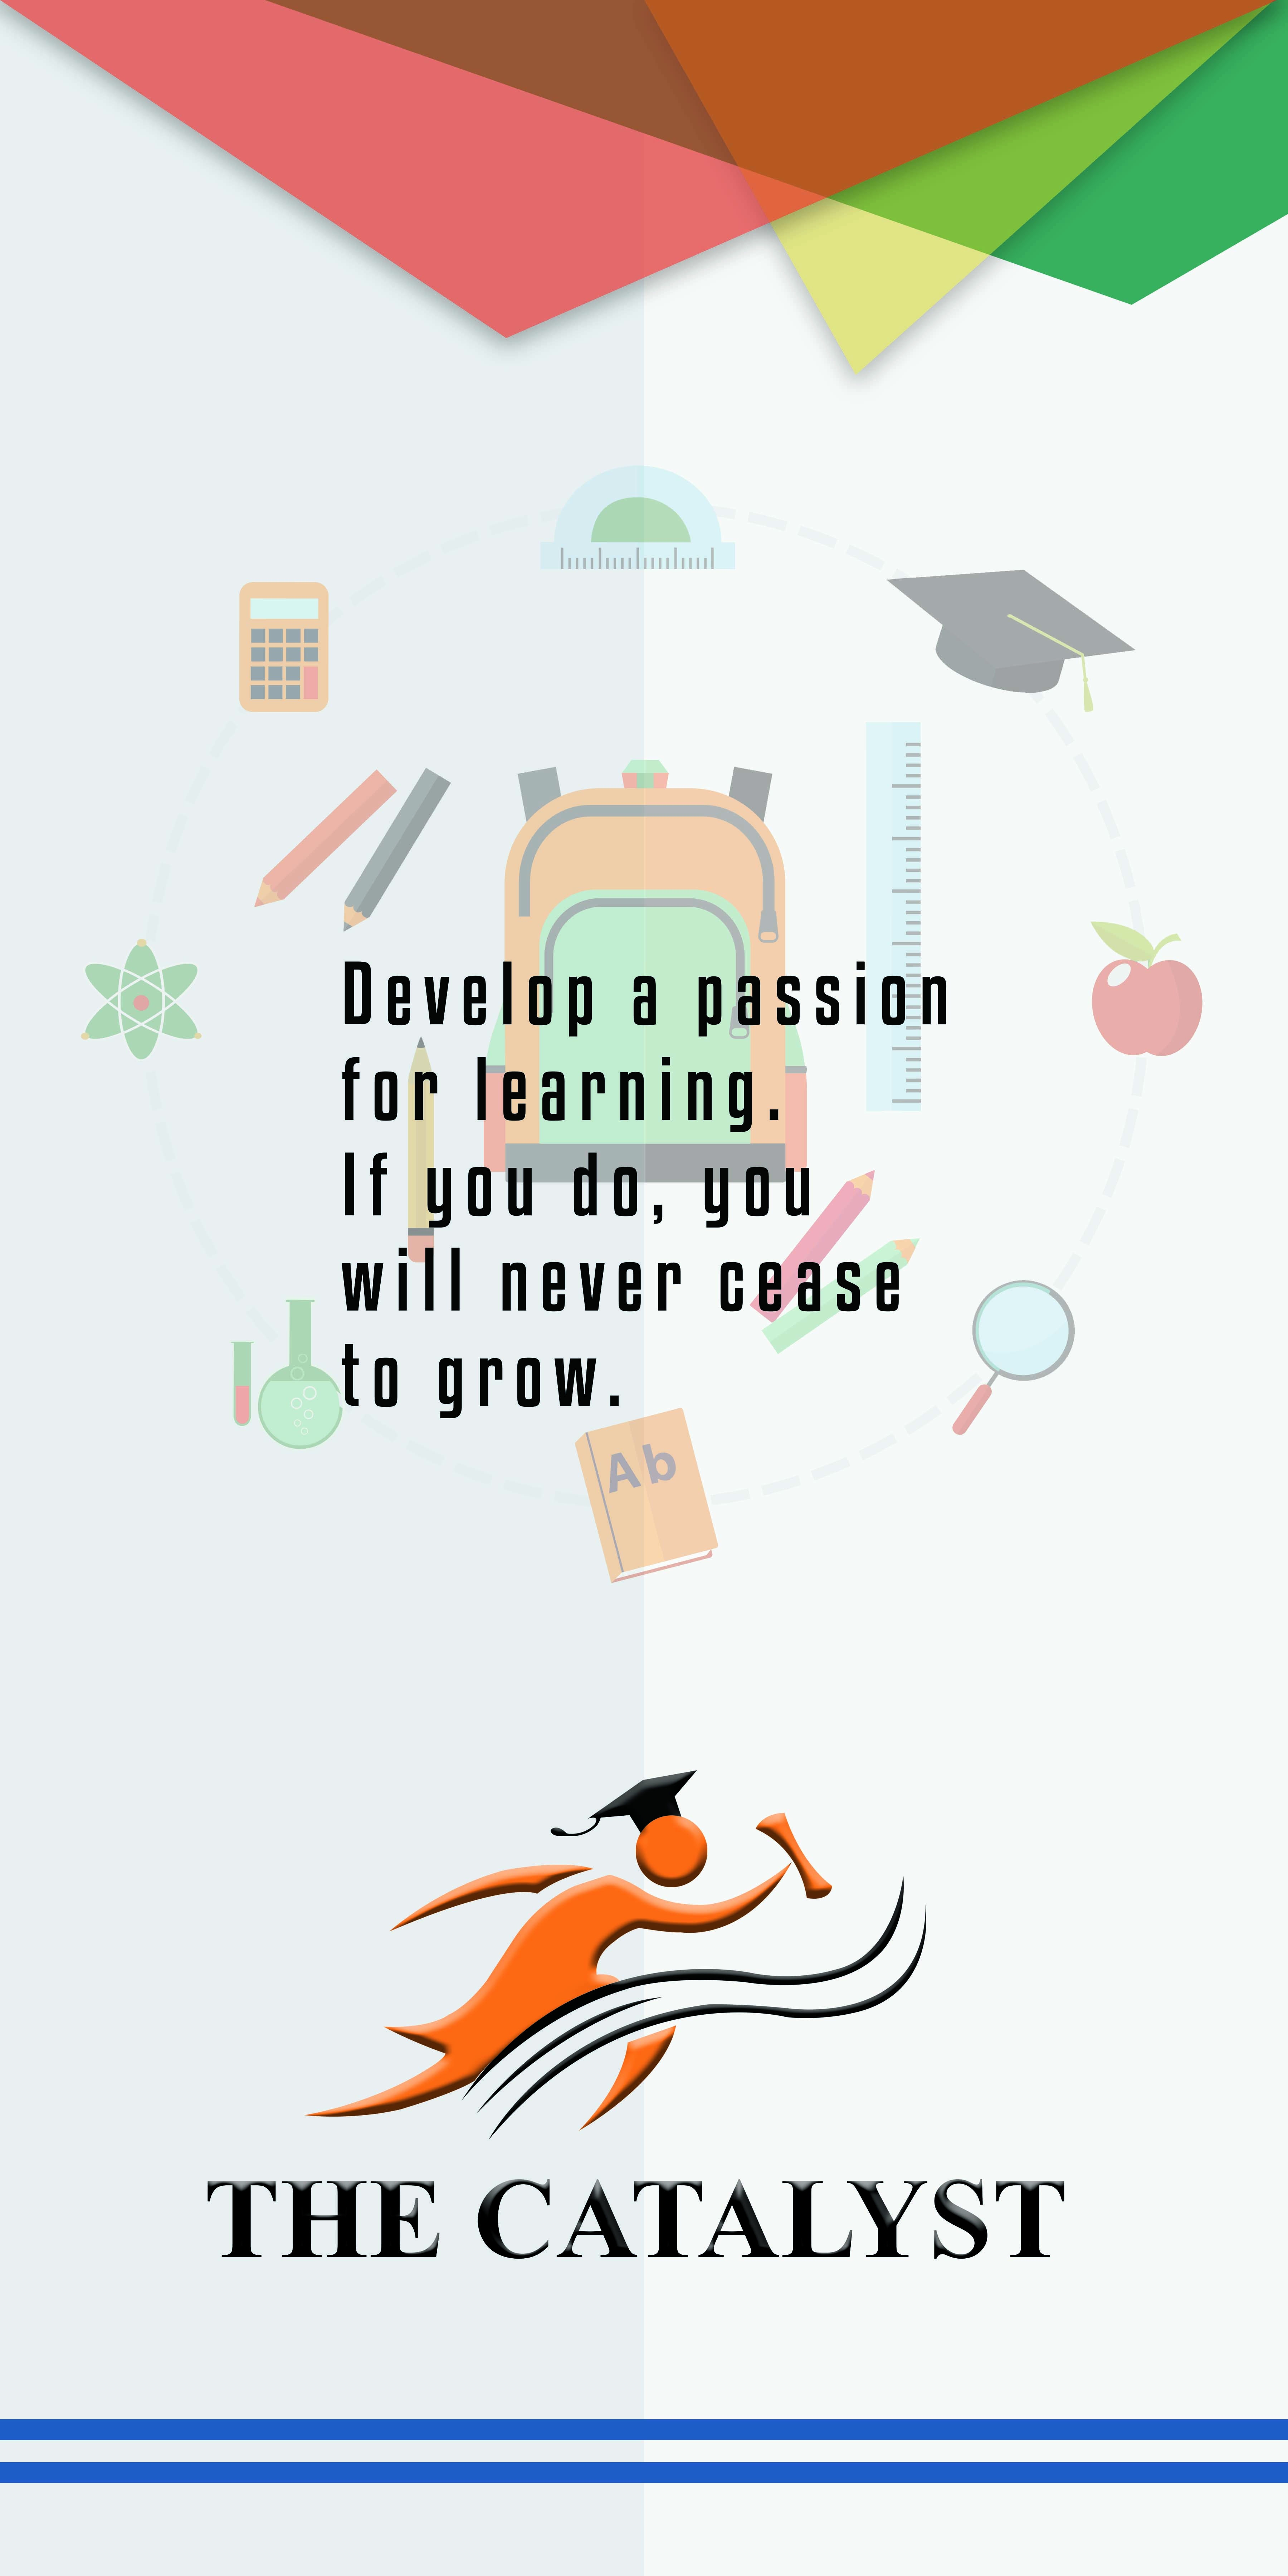 Develop a passion
for learning.
If you do, you
will never cease
to grow.
Ab
THE CATALYST